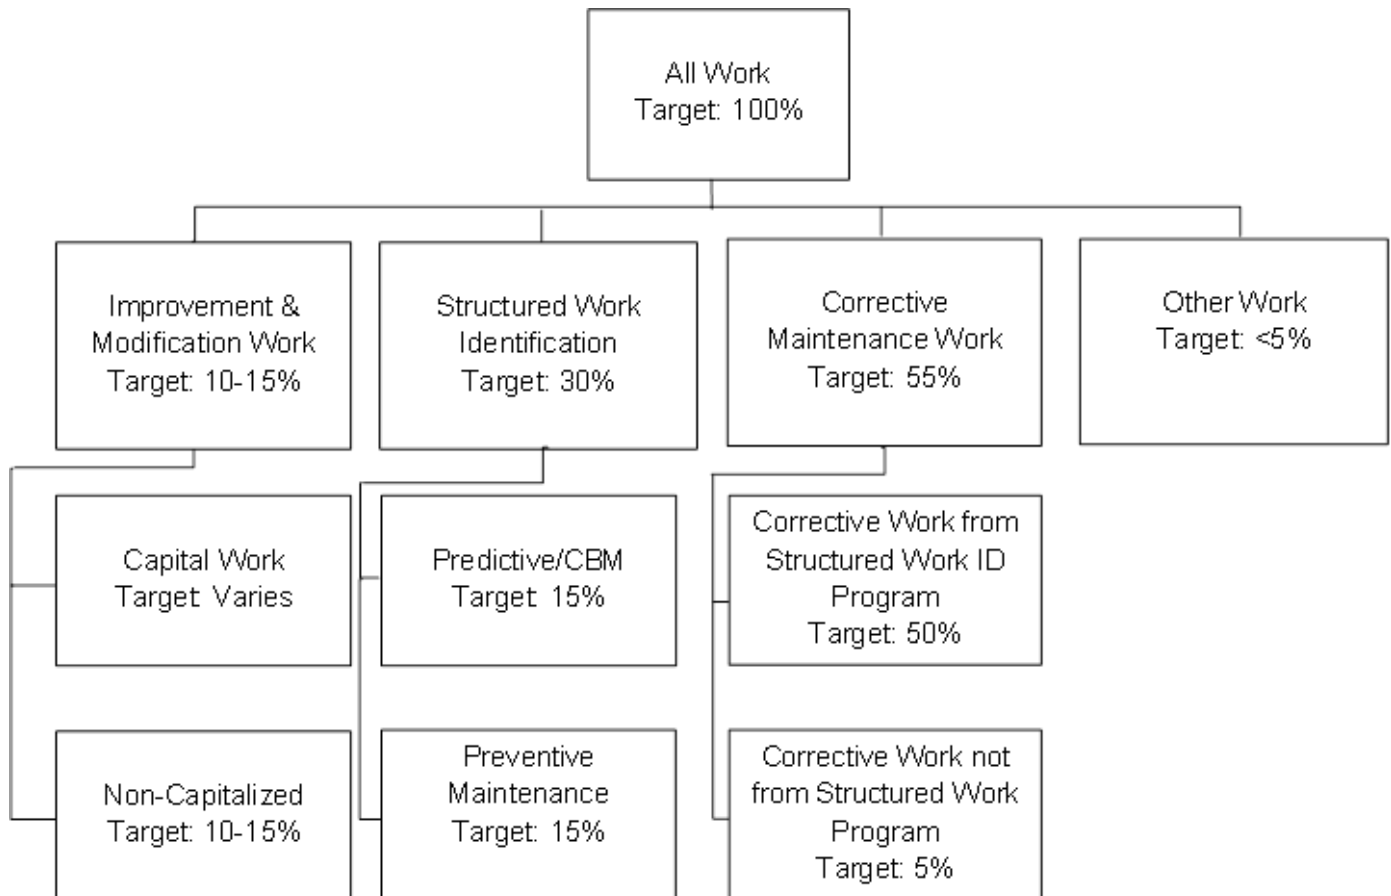 All Work
Target: 100%
Improvement &
Modification Work
Target: 10-15%
Structured Work
Identification
Target: 30%
Corrective
Maintenance Work
Target: 55%
Other Work
Target: <5%
Capital Work
Target: Varies
Predictive/CBM
Target: 15%
Corrective Work from
Structured Work ID
Program
Target: 50%
Non-Capitalized
Target: 10-15%
Preventive
Maintenance
Target: 15%
Corrective Work not
from Structured Work
Program
Target: 5%